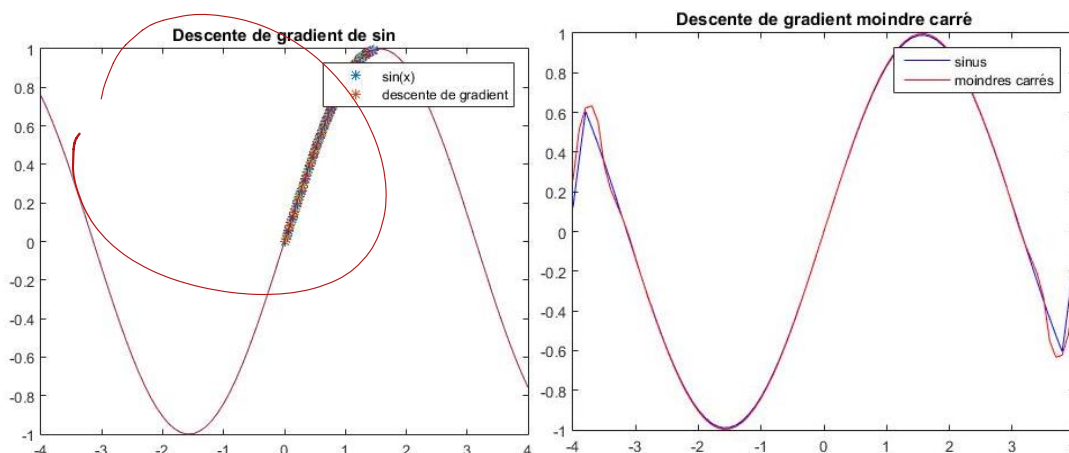 Descente de gradient de sin
sin(x)
descente de gradient
1
0.8
0.6
0.4
0.2
0
-0.2
-0.4
-0.6
-0.8
-1
-4 -3 -2 -1 0 1 2 3 4
Descente de gradient moindre carré
sinus
moindres carrés
1
0.8
0.6
0.4
0.2
0
-0.2
-0.4
-0.6
-0.8
-1
-4 -3 -2 -1 0 1 2 3